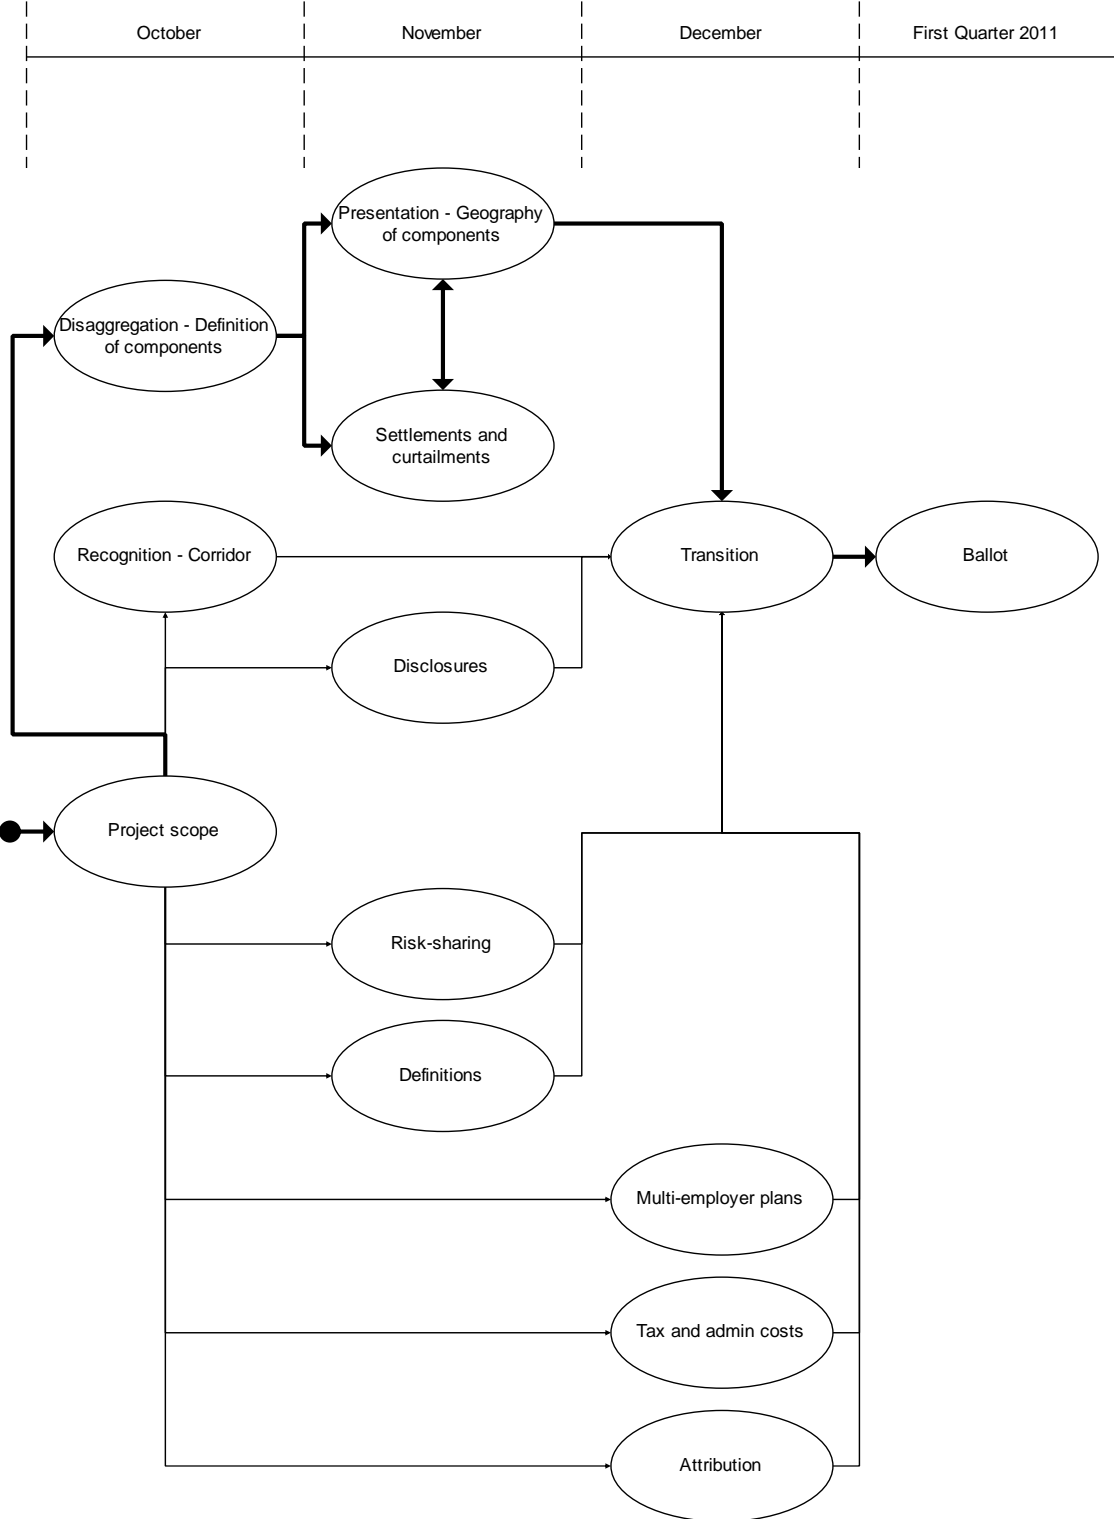 October
November
December
First Quarter 2011
Presentation - Geography
of components
Disaggregation - Definition
of components
Settlements and
curtailments
Recognition - Corridor
Transition
Ballot
Disclosures
Project scope
Risk-sharing
Definitions
Multi-employer plans
Tax and admin costs
Attribution